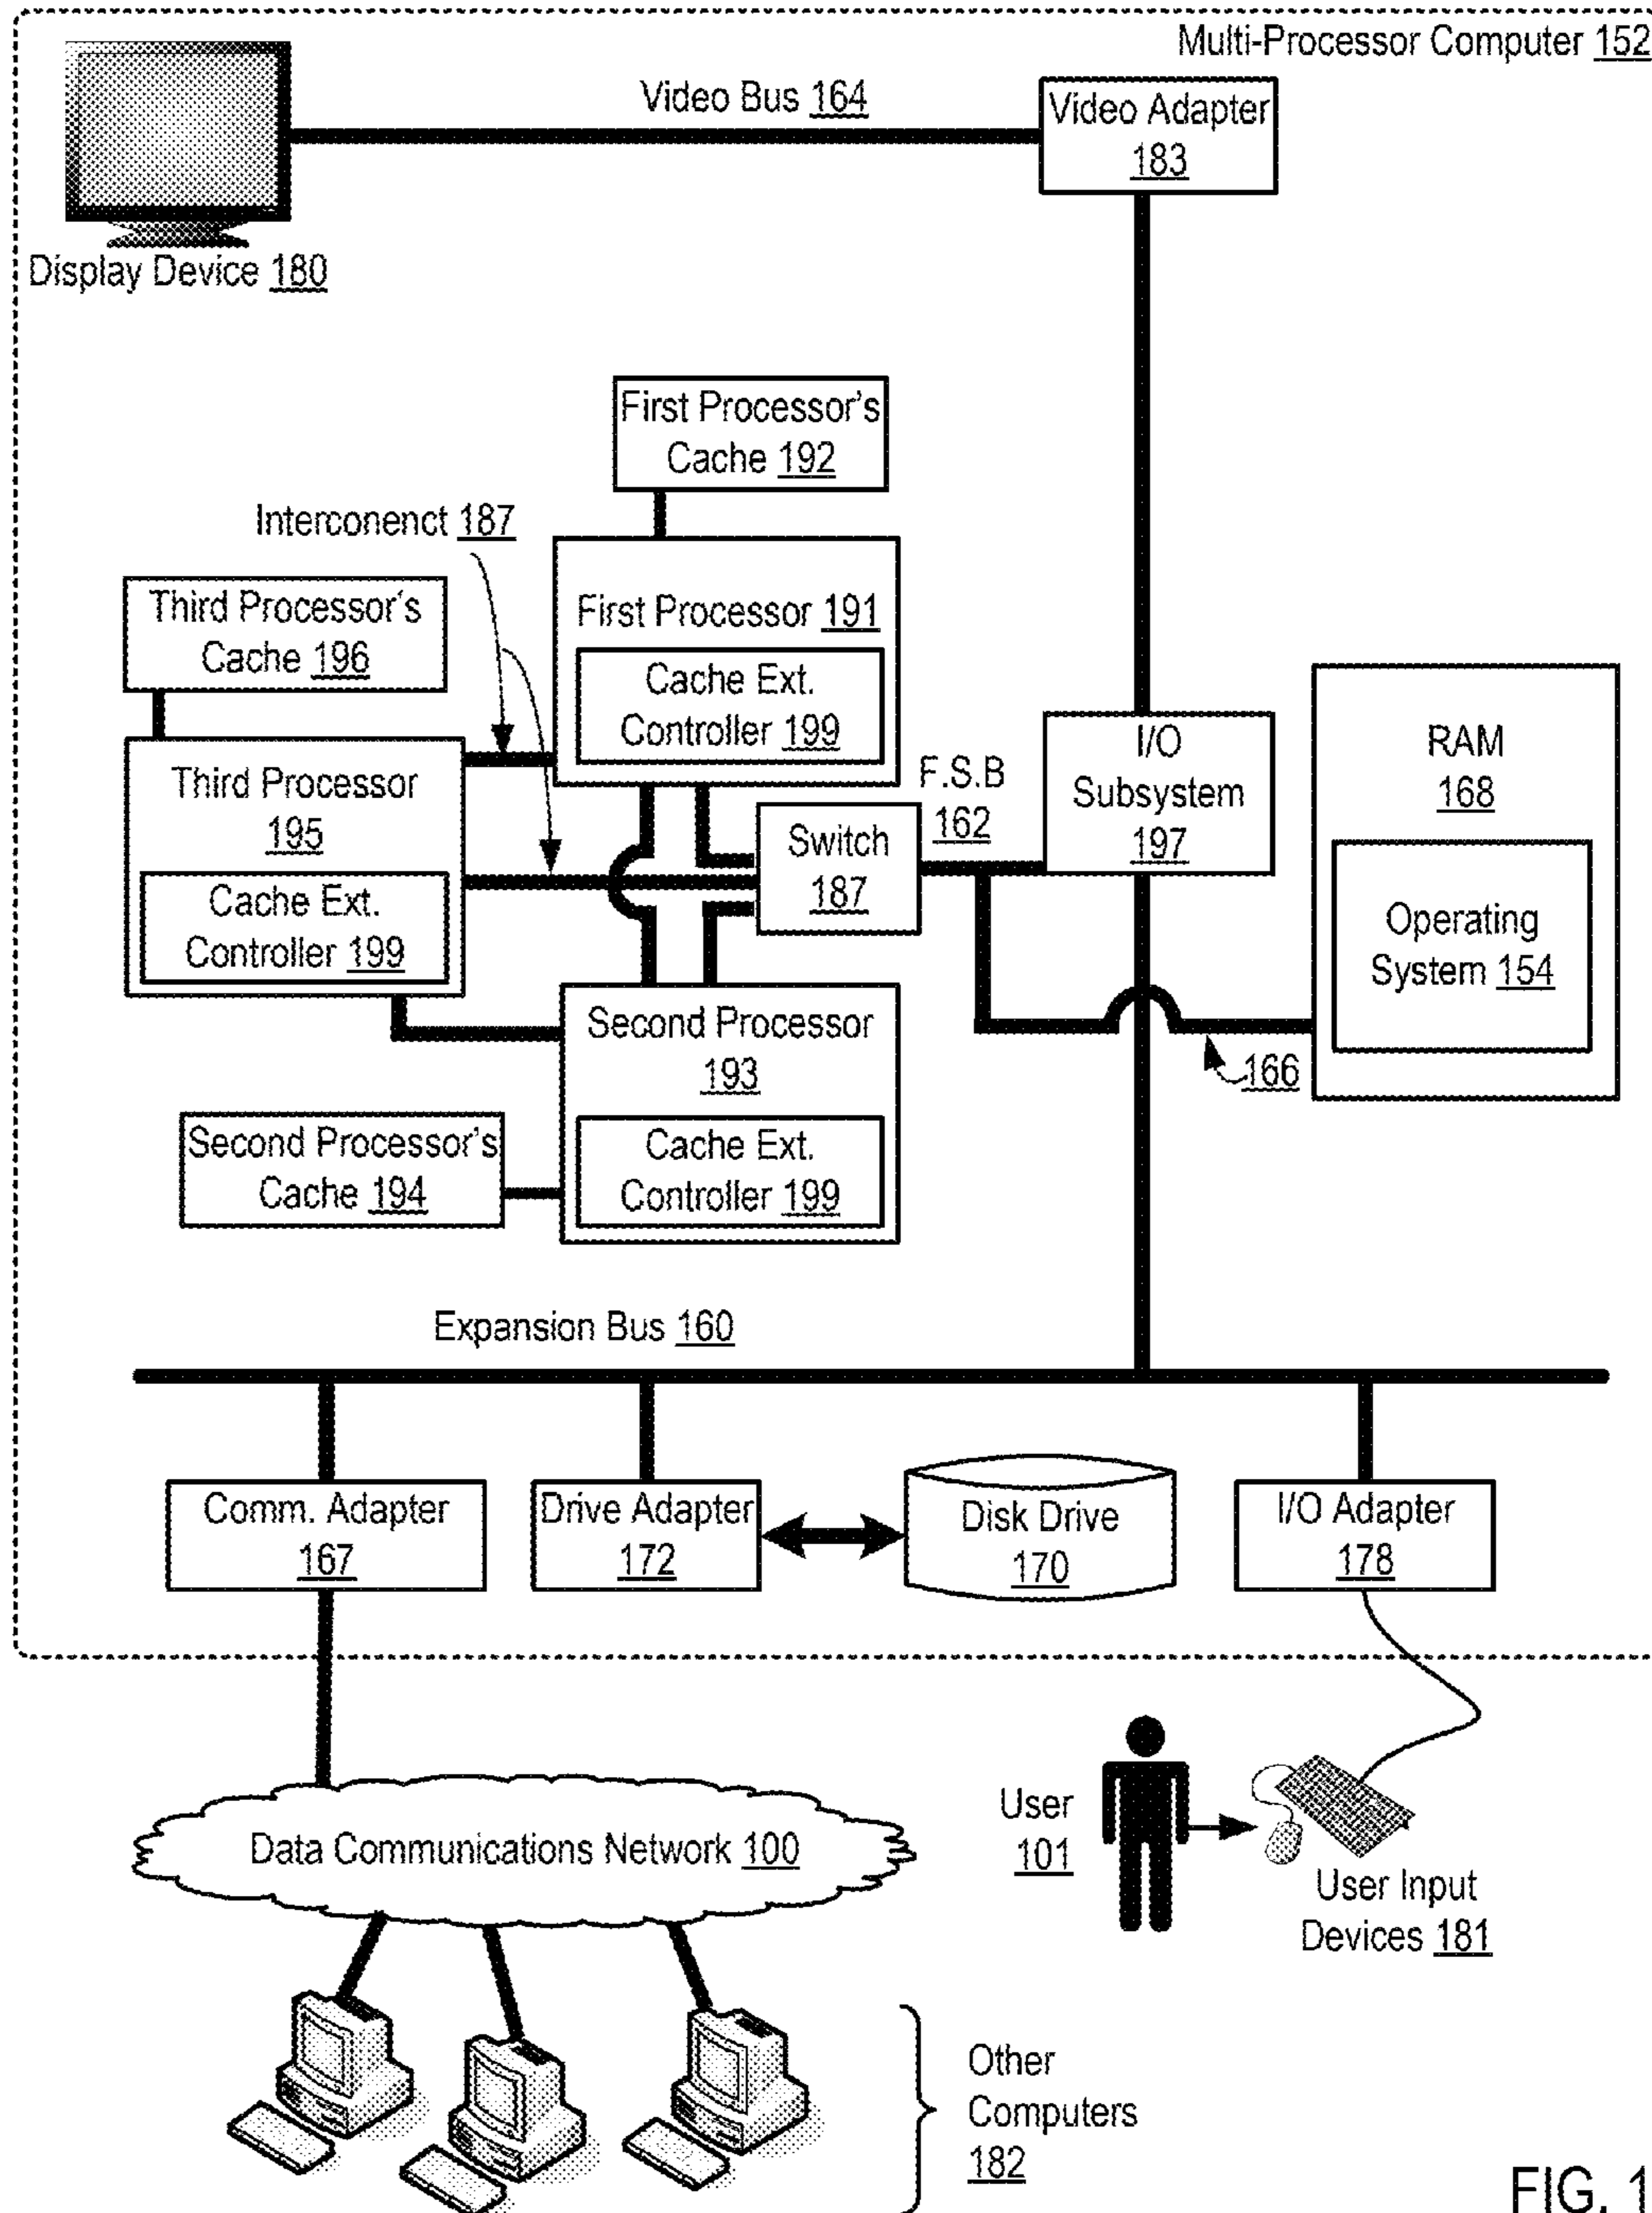 Multi-Processor Computer 152
Video Bus 164
Video Adapter
183
Display Device 180
First Processor's
Cache 192
Interconenct 187
Third Processor's
Cache 196
First Processor 191
Cache Ext.
Controller 199
Third Processor
195
Cache Ext.
Controller 199
Switch
187
F.S.B
162
I/O
Subsystem
197
RAM
168
Operating
System 154
166
Second Processor
193
Cache Ext.
Controller 199
Second Processor's
Cache 194
Expansion Bus 160
Comm. Adapter
167
Drive Adapter
172
Disk Drive
170
I/O Adapter
178
Data Communications Network 100
User
101
User Input
Devices 181
Other
Computers
182
FIG. 1